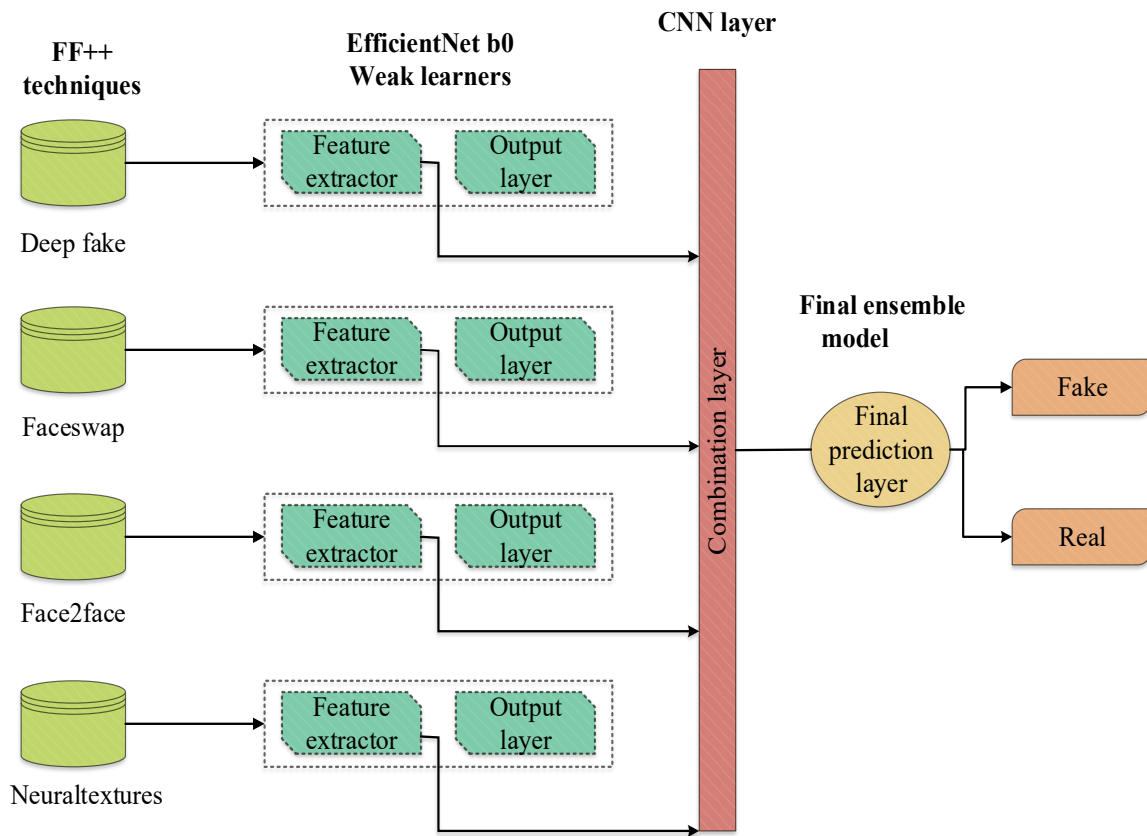 FF++
techniques
EfficientNet b0
Weak learners
CNN layer
Feature
extractor
Output
layer
Deep fake
Feature
extractor
Output
layer
Faceswap
Feature
extractor
Output
layer
Face2face
Feature
extractor
Output
layer
Neuraltextures
Combination layer
Final ensemble
model
Final
prediction
layer
Fake
Real